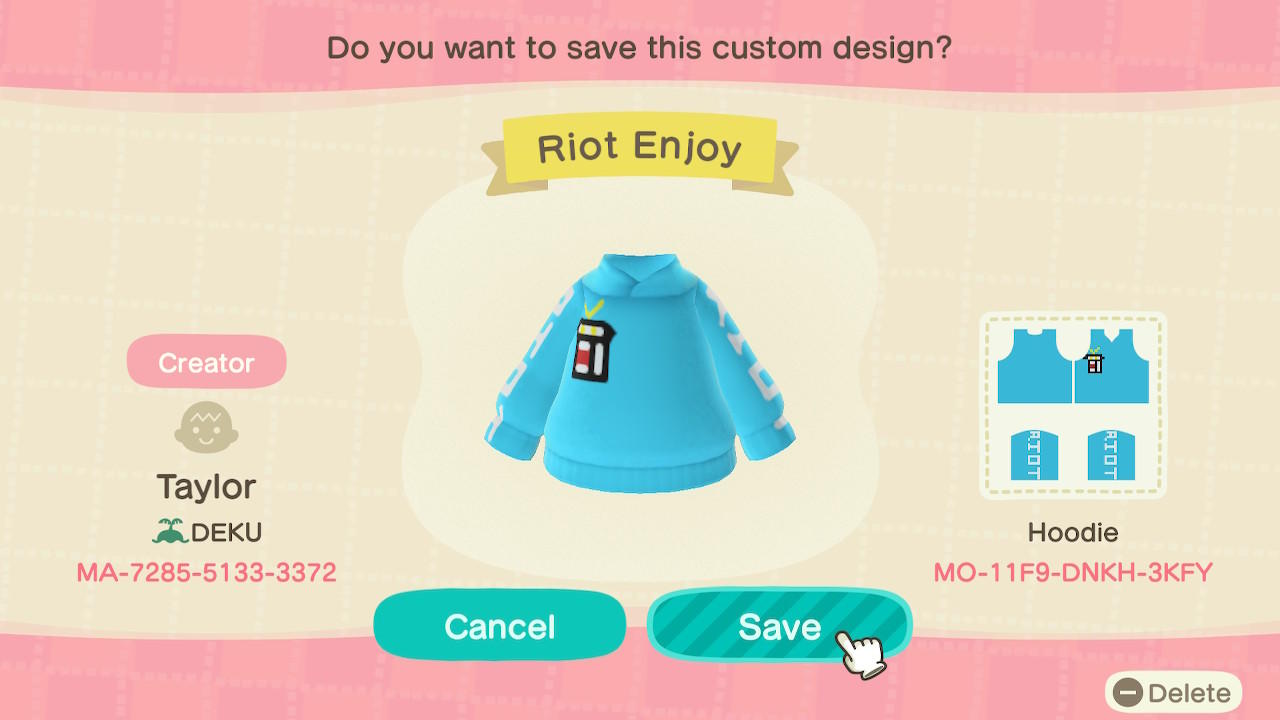 Do you want to save this custom design?
Riot Enjoy
Creator
Taylor
DEKU
MA-7285-5133-3372
RIOT
RIOT
Hoodie
MO-11F9-DNKH-3KFY
Cancel
Save
Delete